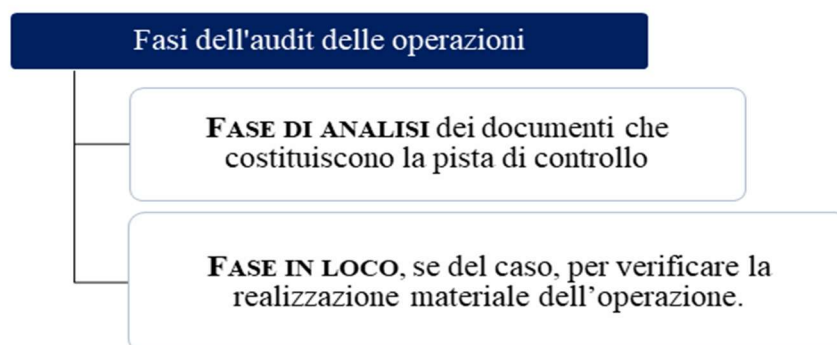 Fasi dell'audit delle operazioni
FASE DI ANALISI dei documenti che
costituiscono la pista di controllo
FASE IN LOCO, se del caso, per verificare la
realizzazione materiale dell’operazione.